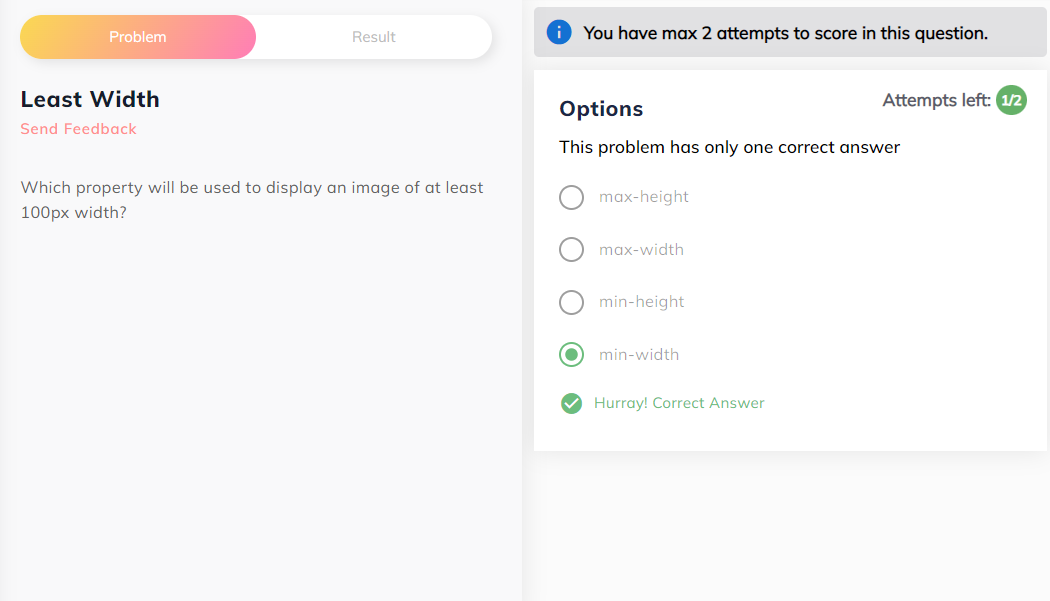 Problem
Result
Least Width
Send Feedback
Which property will be used to display an image of at least
100px width?
You have max 2 attempts to score in this question.
Options
Attempts left: 1/2
This problem has only one correct answer
max-height
max-width
min-height
min-width
Hurray! Correct Answer